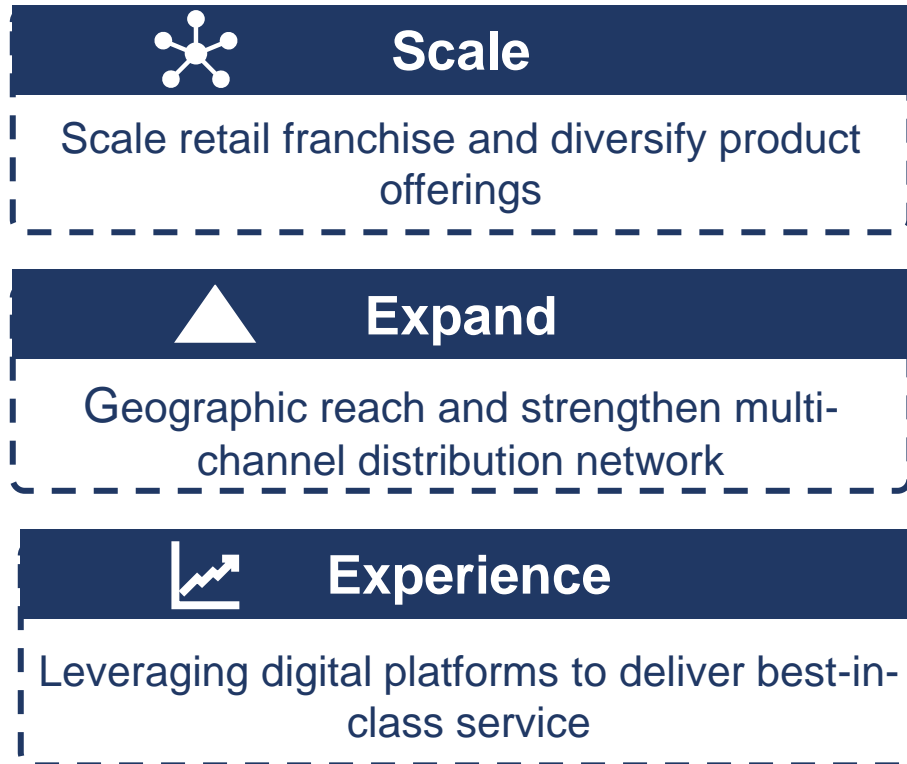 Scale
Scale retail franchise and diversify product
offerings
Expand
Geographic reach and strengthen multi-
channel distribution network
Experience
Leveraging digital platforms to deliver best-in-
class service